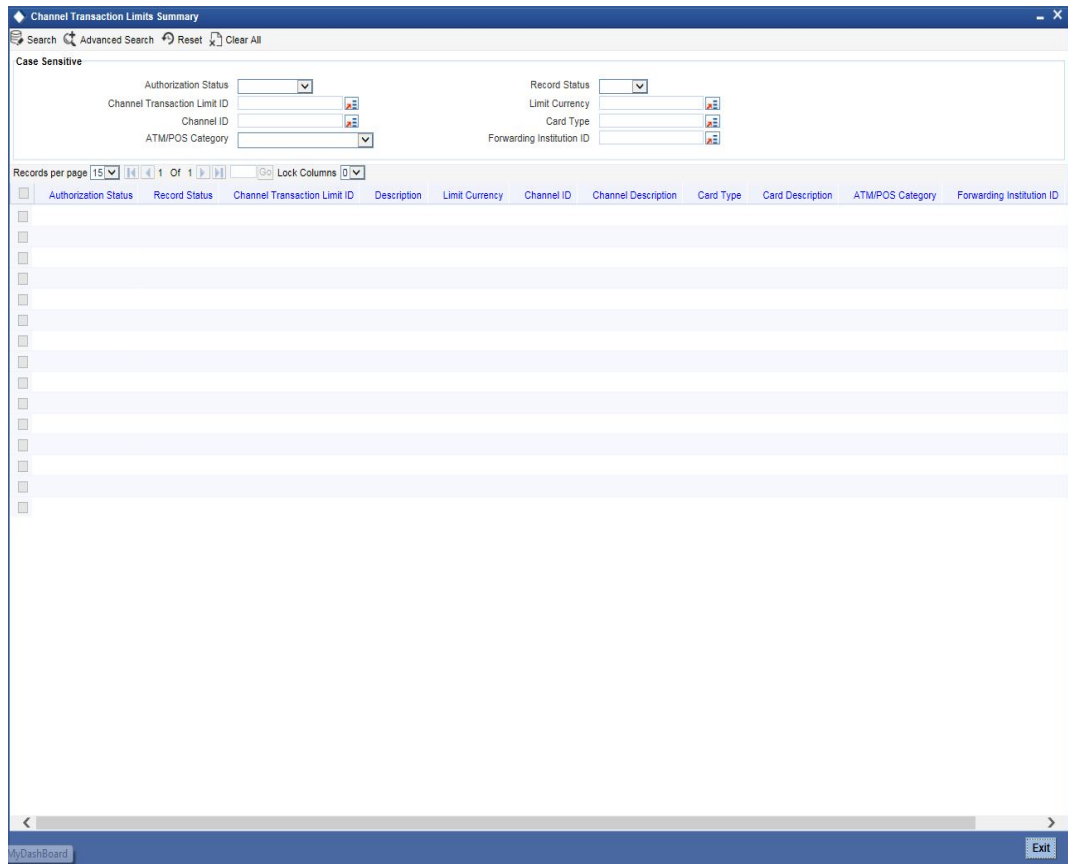 Channel Transaction Limits Summary
Search Advanced Search Reset Clear All
Case Sensitive
Authorization Status Record Status
Channel Transaction Limit ID Limit Currency
Channel ID Card Type
ATM/POS Category Forwarding Institution ID
Records per page 15 1 Of 1 Go Lock Columns 0
Authorization Status Record Status Channel Transaction Limit ID Description Limit Currency Channel ID Channel Description Card Type Card Description ATM/POS Category Forwarding Institution ID
MyDashBoard Exit